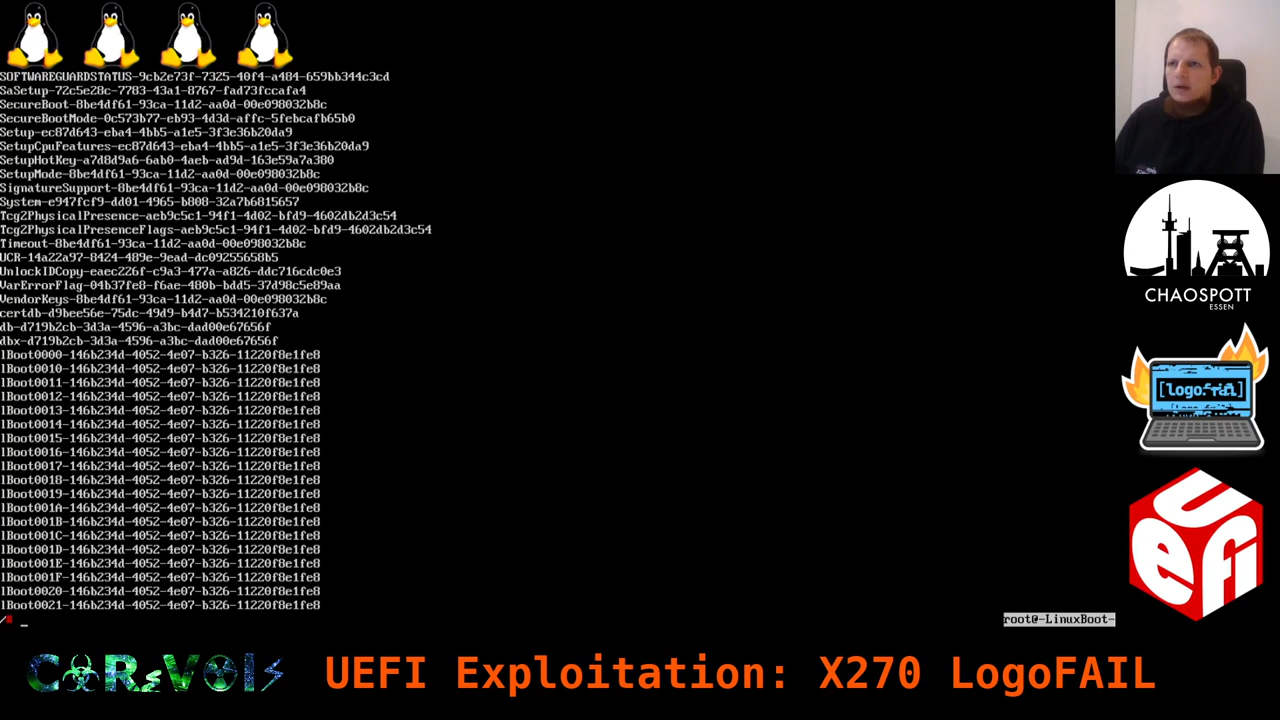 SOFTWAREGUARDSTATUS-9cb2e73f-7325-40f4-a484-659bb344c3cd
SaSetup-72c5e28c-7783-43a1-8767-fad73fccafa4
SecureBoot-8be4df61-93ca-11d2-aa0d-00e098032b8c
SecureBootMode-0c573b77-eb93-4d3d-affc-5febcafb65b0
Setup-ec87d643-eba4-4bb5-a1e5-3f3e36b20da9
SetupCpuFeatures-ec87d643-eba4-4bb5-a1e5-3f3e36b20da9
SetupHotKey-a7d8d9a6-6ab0-4aeb-ad9d-163e59a7a380
SetupMode-8be4df61-93ca-11d2-aa0d-00e098032b8c
SignatureSupport-8be4df61-93ca-11d2-aa0d-00e098032b8c
System-e947fcf9-dd01-4965-b808-32a7b6815657
Tcg2PhysicalPresence-aeb9c5c1-94f1-4d02-bfd9-4602db2d3c54
Tcg2PhysicalPresenceFlags-aeb9c5c1-94f1-4d02-bfd9-4602db2d3c54
Timeout-8be4df61-93ca-11d2-aa0d-00e098032b8c
UCR-14a22a97-8424-489e-9ead-dc09255658b5
UnlockIDCopy-eaec226f-c9a3-477a-a826-ddc716cdc0e3
VarErrorFlag-04b37fe8-f6ae-480b-bdd5-37d98c5e89aa
VendorKeys-8be4df61-93ca-11d2-aa0d-00e098032b8c
certdb-d9bee56e-75dc-49d9-b4d7-b534210f637a
db-d719b2cb-3d3a-4596-a3bc-dad00e67656f
dbx-d719b2cb-3d3a-4596-a3bc-dad00e67656f
lBoot0000-146b234d-4052-4e07-b326-11220f8e1fe8
lBoot0010-146b234d-4052-4e07-b326-11220f8e1fe8
lBoot0011-146b234d-4052-4e07-b326-11220f8e1fe8
lBoot0012-146b234d-4052-4e07-b326-11220f8e1fe8
lBoot0013-146b234d-4052-4e07-b326-11220f8e1fe8
lBoot0014-146b234d-4052-4e07-b326-11220f8e1fe8
lBoot0015-146b234d-4052-4e07-b326-11220f8e1fe8
lBoot0016-146b234d-4052-4e07-b326-11220f8e1fe8
lBoot0017-146b234d-4052-4e07-b326-11220f8e1fe8
lBoot0018-146b234d-4052-4e07-b326-11220f8e1fe8
lBoot0019-146b234d-4052-4e07-b326-11220f8e1fe8
lBoot001A-146b234d-4052-4e07-b326-11220f8e1fe8
lBoot001B-146b234d-4052-4e07-b326-11220f8e1fe8
lBoot001C-146b234d-4052-4e07-b326-11220f8e1fe8
lBoot001D-146b234d-4052-4e07-b326-11220f8e1fe8
lBoot001E-146b234d-4052-4e07-b326-11220f8e1fe8
lBoot001F-146b234d-4052-4e07-b326-11220f8e1fe8
lBoot0020-146b234d-4052-4e07-b326-11220f8e1fe8
lBoot0021-146b234d-4052-4e07-b326-11220f8e1fe8
/# _
root@-LinuxBoot-
CHAOSPOTT
ESSEN
[logofail]
UEFI
UEFI Exploitation: X270 LogoFAIL